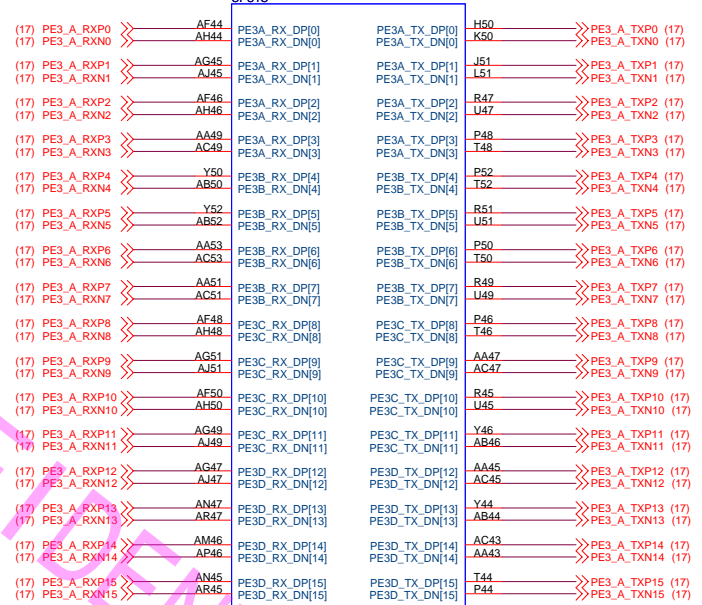 (17) PE3_A_RXP0 AF44 PE3A_RX_DP[0] PE3A_TX_DP[0] H50 PE3_A_TXP0 (17)
(17) PE3_A_RXN0 AH44 PE3A_RX_DN[0] PE3A_TX_DN[0] K50 PE3_A_TXN0 (17)
(17) PE3_A_RXP1 AG45 PE3A_RX_DP[1] PE3A_TX_DP[1] J51 PE3_A_TXP1 (17)
(17) PE3_A_RXN1 AJ45 PE3A_RX_DN[1] PE3A_TX_DN[1] L51 PE3_A_TXN1 (17)
(17) PE3_A_RXP2 AF46 PE3A_RX_DP[2] PE3A_TX_DP[2] R47 PE3_A_TXP2 (17)
(17) PE3_A_RXN2 AH46 PE3A_RX_DN[2] PE3A_TX_DN[2] U47 PE3_A_TXN2 (17)
(17) PE3_A_RXP3 AA49 PE3A_RX_DP[3] PE3A_TX_DP[3] P48 PE3_A_TXP3 (17)
(17) PE3_A_RXN3 AC49 PE3A_RX_DN[3] PE3A_TX_DN[3] T48 PE3_A_TXN3 (17)
(17) PE3_A_RXP4 Y50 PE3B_RX_DP[4] PE3B_TX_DP[4] P52 PE3_A_TXP4 (17)
(17) PE3_A_RXN4 AB50 PE3B_RX_DN[4] PE3B_TX_DN[4] T52 PE3_A_TXN4 (17)
(17) PE3_A_RXP5 Y52 PE3B_RX_DP[5] PE3B_TX_DP[5] R51 PE3_A_TXP5 (17)
(17) PE3_A_RXN5 AB52 PE3B_RX_DN[5] PE3B_TX_DN[5] U51 PE3_A_TXN5 (17)
(17) PE3_A_RXP6 AA53 PE3B_RX_DP[6] PE3B_TX_DP[6] P50 PE3_A_TXP6 (17)
(17) PE3_A_RXN6 AC53 PE3B_RX_DN[6] PE3B_TX_DN[6] T50 PE3_A_TXN6 (17)
(17) PE3_A_RXP7 AA51 PE3B_RX_DP[7] PE3B_TX_DP[7] R49 PE3_A_TXP7 (17)
(17) PE3_A_RXN7 AC51 PE3B_RX_DN[7] PE3B_TX_DN[7] U49 PE3_A_TXN7 (17)
(17) PE3_A_RXP8 AF48 PE3C_RX_DP[8] PE3C_TX_DP[8] P46 PE3_A_TXP8 (17)
(17) PE3_A_RXN8 AH48 PE3C_RX_DN[8] PE3C_TX_DN[8] T46 PE3_A_TXN8 (17)
(17) PE3_A_RXP9 AG51 PE3C_RX_DP[9] PE3C_TX_DP[9] AA47 PE3_A_TXP9 (17)
(17) PE3_A_RXN9 AJ51 PE3C_RX_DN[9] PE3C_TX_DN[9] AC47 PE3_A_TXN9 (17)
(17) PE3_A_RXP10 AF50 PE3C_RX_DP[10] PE3C_TX_DP[10] R45 PE3_A_TXP10 (17)
(17) PE3_A_RXN10 AH50 PE3C_RX_DN[10] PE3C_TX_DN[10] U45 PE3_A_TXN10 (17)
(17) PE3_A_RXP11 AG49 PE3C_RX_DP[11] PE3C_TX_DP[11] Y46 PE3_A_TXP11 (17)
(17) PE3_A_RXN11 AJ49 PE3C_RX_DN[11] PE3C_TX_DN[11] AB46 PE3_A_TXN11 (17)
(17) PE3_A_RXP12 AG47 PE3D_RX_DP[12] PE3D_TX_DP[12] AA45 PE3_A_TXP12 (17)
(17) PE3_A_RXN12 AJ47 PE3D_RX_DN[12] PE3D_TX_DN[12] AC45 PE3_A_TXN12 (17)
(17) PE3_A_RXP13 AN47 PE3D_RX_DP[13] PE3D_TX_DP[13] Y44 PE3_A_TXP13 (17)
(17) PE3_A_RXN13 AR47 PE3D_RX_DN[13] PE3D_TX_DN[13] AB44 PE3_A_TXN13 (17)
(17) PE3_A_RXP14 AM46 PE3D_RX_DP[14] PE3D_TX_DP[14] AC43 PE3_A_TXP14 (17)
(17) PE3_A_RXN14 AP46 PE3D_RX_DN[14] PE3D_TX_DN[14] AA43 PE3_A_TXN14 (17)
(17) PE3_A_RXP15 AN45 PE3D_RX_DP[15] PE3D_TX_DP[15] T44 PE3_A_TXP15 (17)
(17) PE3_A_RXN15 AR45 PE3D_RX_DN[15] PE3D_TX_DN[15] P44 PE3_A_TXN15 (17)